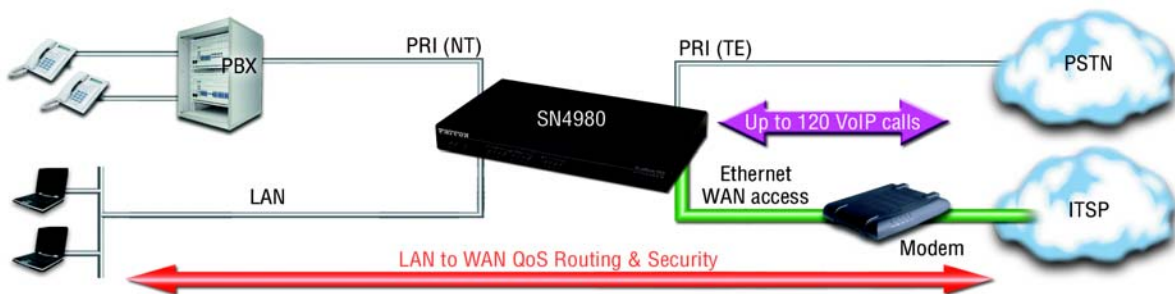 PBX
PRI (NT)
PRI (TE)
PSTN
PATTON
SN4980
Up to 120 VoIP calls
LAN
Ethernet
WAN access
Modem
ITSP
LAN to WAN QoS Routing & Security